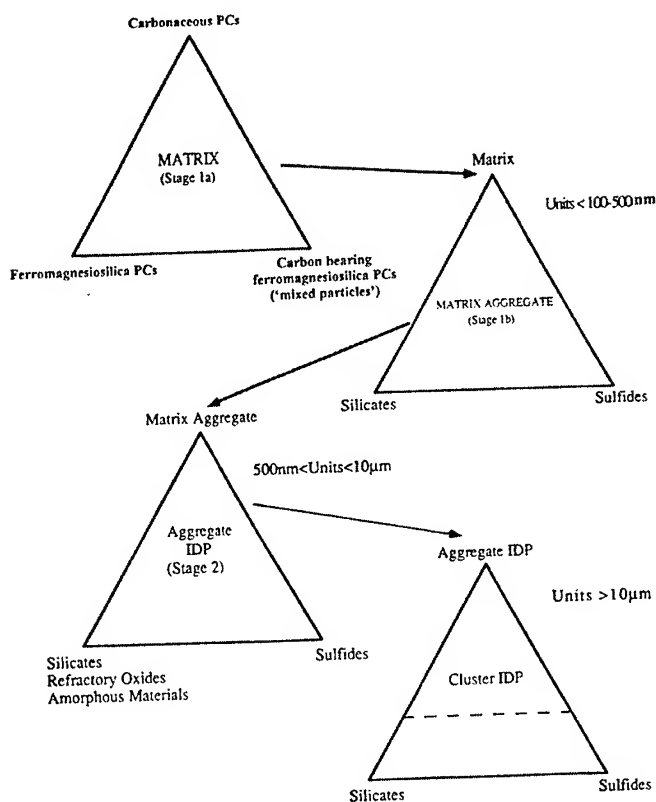 Carbonaceous PCs
MATRIX
(Stage 1a)
Ferromagnesiosilica PCs
Carbon bearing
ferromagnesiosilica PCs
('mixed particles')
Matrix
Units < 100-500nm
MATRIX AGGREGATE
(Stage 1b)
Silicates
Sulfides
Matrix Aggregate
500nm<Units<10µm
Aggregate
IDP
(Stage 2)
Silicates
Refractory Oxides
Amorphous Materials
Sulfides
Aggregate IDP
Units >10µm
Cluster IDP
Silicates
Sulfides